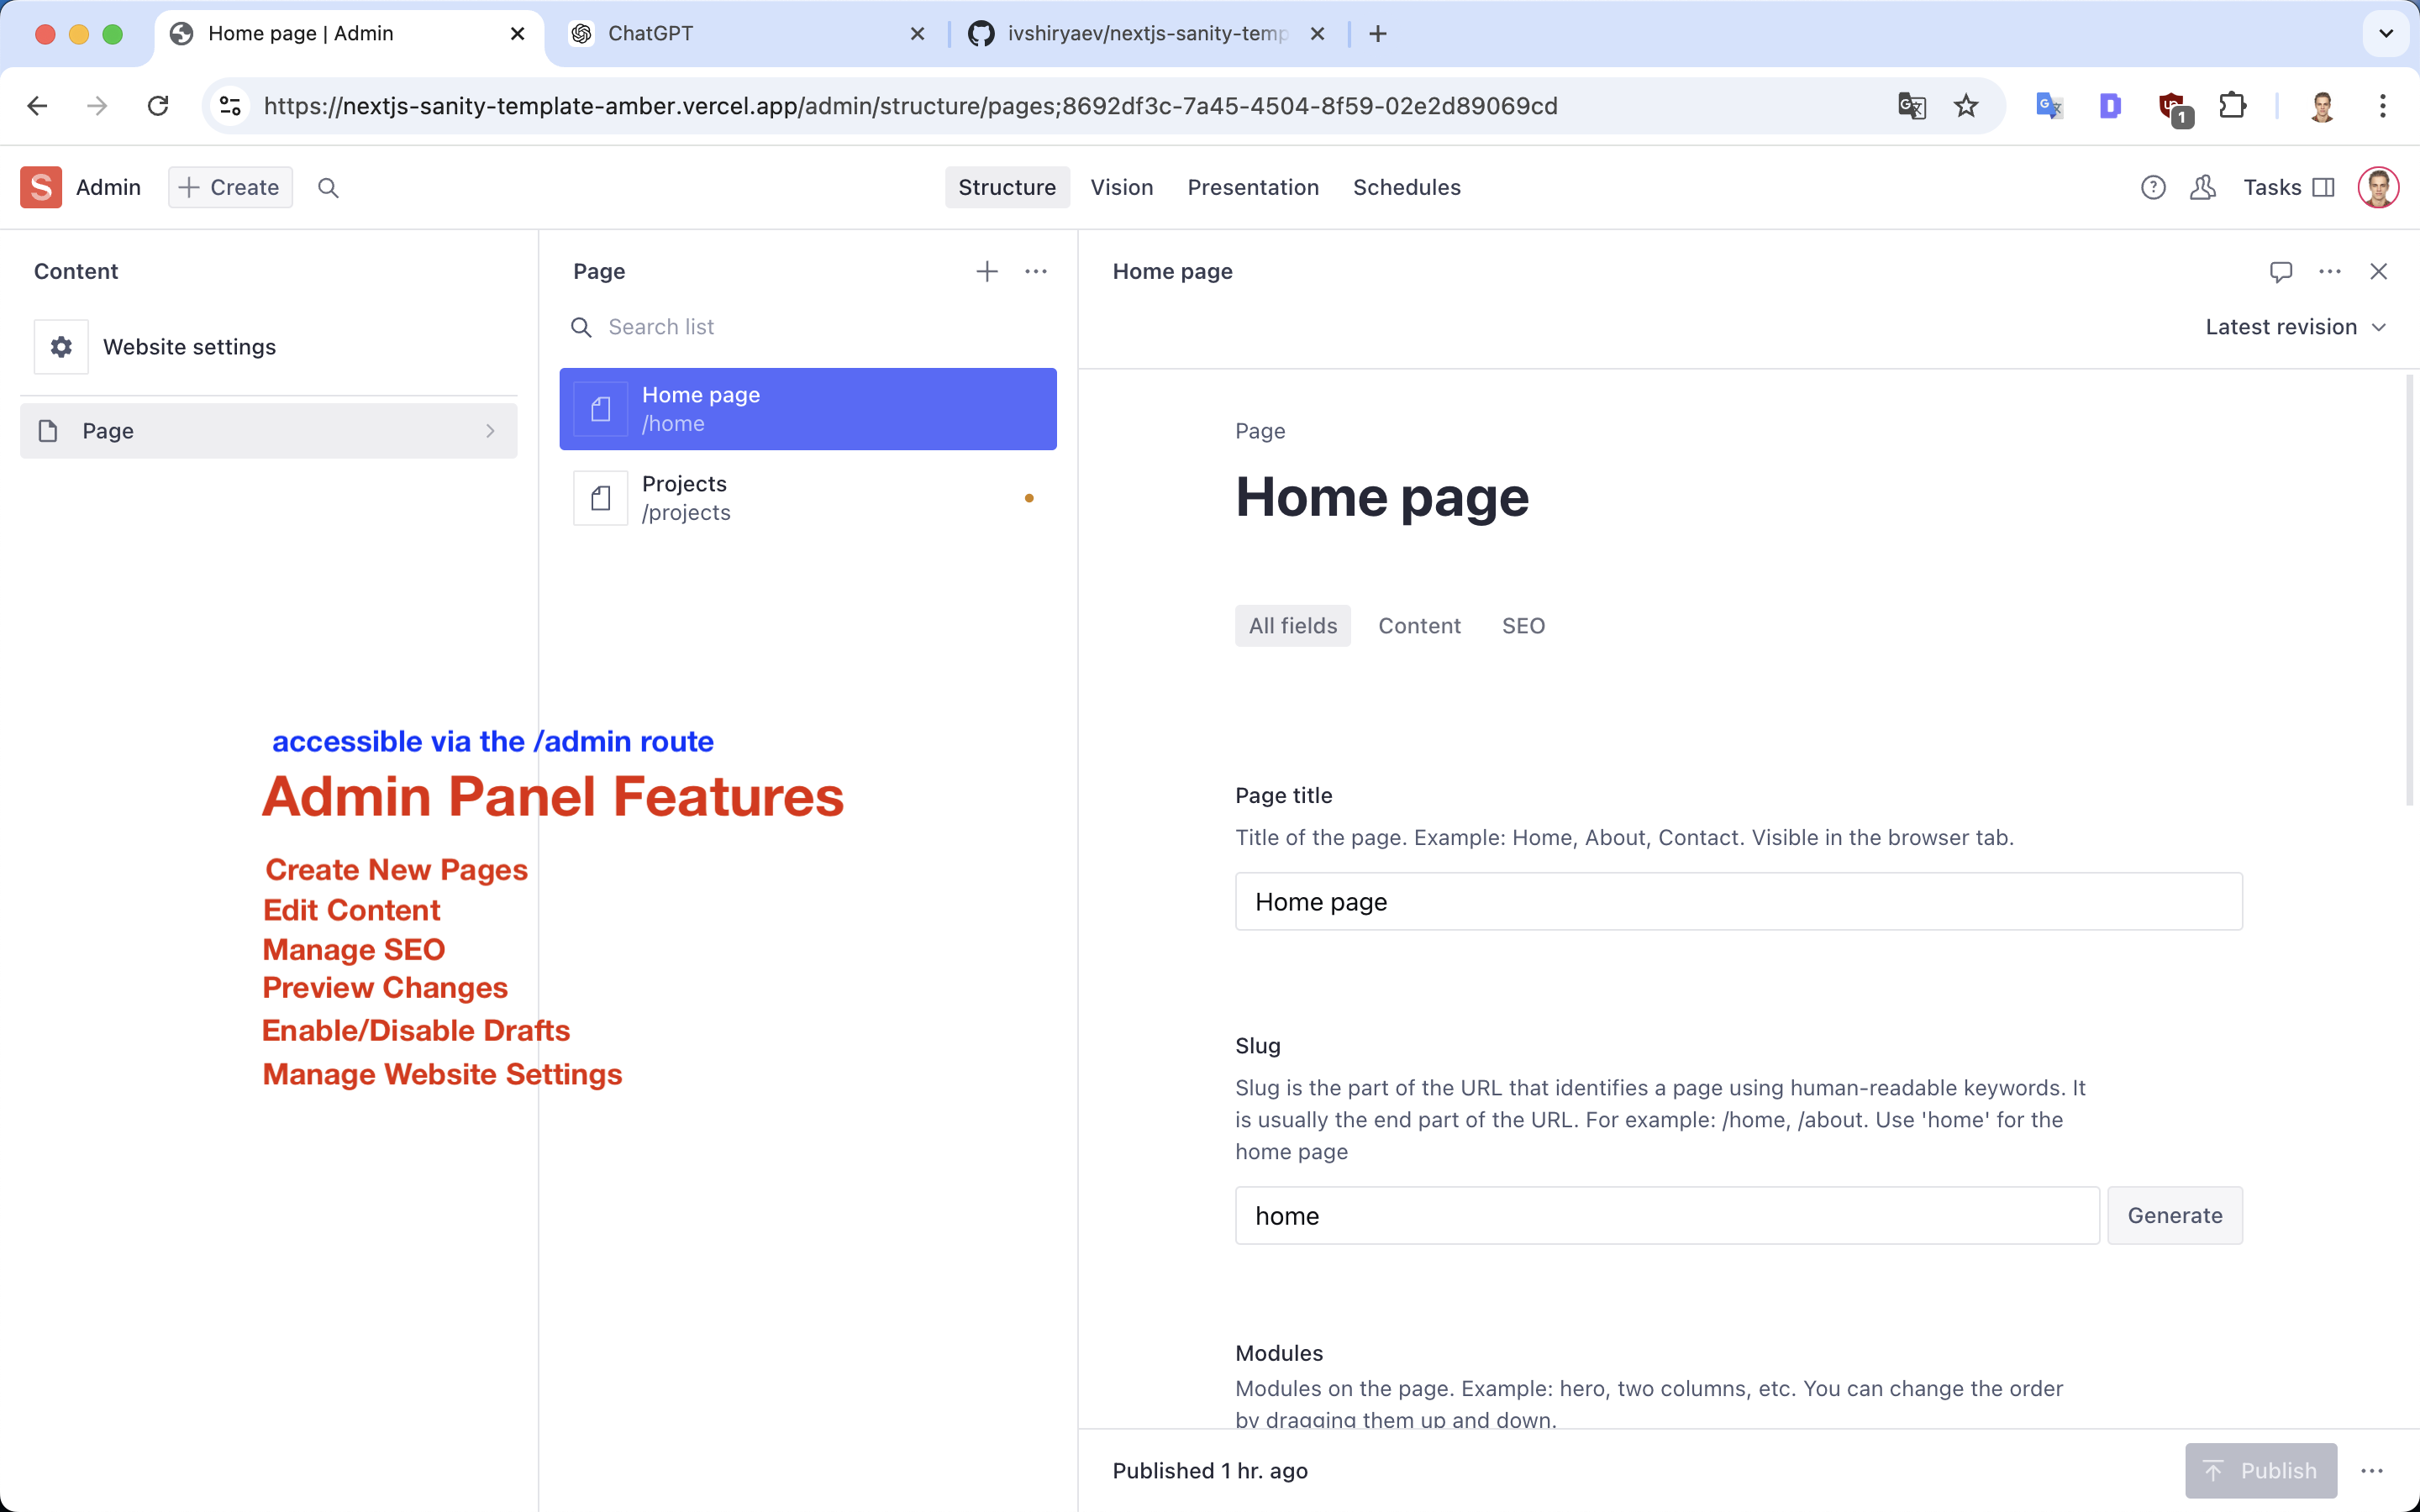 Home page | Admin
ChatGPT
ivshiryaev/nextjs-sanity-temp
https://nextjs-sanity-template-amber.vercel.app/admin/structure/pages;8692df3c-7a45-4504-8f59-02e2d89069cd
1
S
Admin
Create
Structure
Vision
Presentation
Schedules
Tasks
Content
Website settings
Page
Page
Search list
Home page
/home
Projects
/projects
accessible via the /admin route
Admin Panel Features
Create New Pages
Edit Content
Manage SEO
Preview Changes
Enable/Disable Drafts
Manage Website Settings
Home page
Latest revision
Page
Home page
All fields
Content
SEO
Page title
Title of the page. Example: Home, About, Contact. Visible in the browser tab.
Home page
Slug
Slug is the part of the URL that identifies a page using human-readable keywords. It
is usually the end part of the URL. For example: /home, /about. Use 'home' for the
home page
home
Generate
Modules
Modules on the page. Example: hero, two columns, etc. You can change the order
by dragging them up and down.
Published 1 hr. ago
Publish